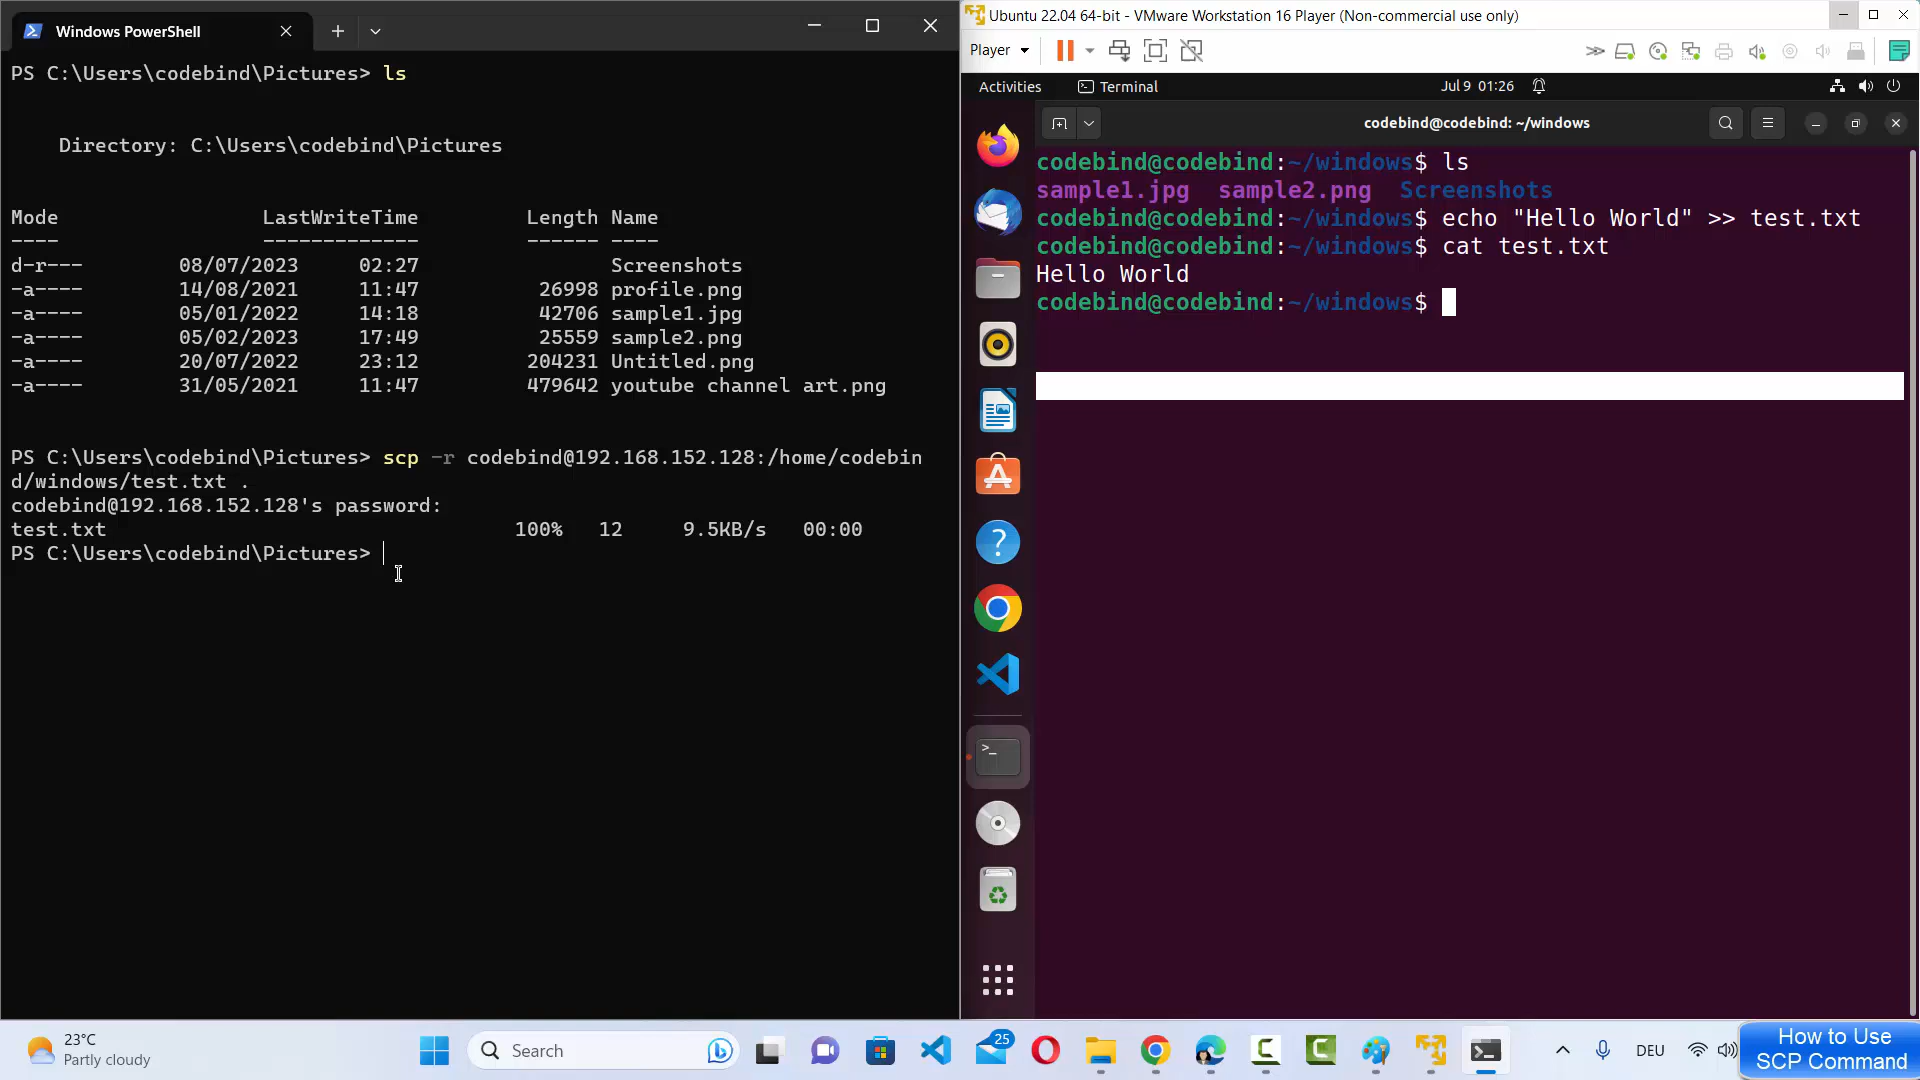 Windows PowerShell
PS C:\Users\codebind\Pictures> ls
Directory: C:\Users\codebind\Pictures
Mode LastWriteTime Length Name
---- ------------- ------ ----
d-r--- 08/07/2023 02:27 Screenshots
-a---- 14/08/2021 11:47 26998 profile.png
-a---- 05/01/2022 14:18 42706 sample1.jpg
-a---- 05/02/2023 17:49 25559 sample2.png
-a---- 20/07/2022 23:12 204231 Untitled.png
-a---- 31/05/2021 11:47 479642 youtube channel art.png
PS C:\Users\codebind\Pictures> scp -r codebind@192.168.152.128:/home/codebin
d/windows/test.txt .
codebind@192.168.152.128's password:
test.txt 100% 12 9.5KB/s 00:00
PS C:\Users\codebind\Pictures>
Ubuntu 22.04 64-bit - VMware Workstation 16 Player (Non-commercial use only)
Player
Activities Terminal Jul 9 01:26
codebind@codebind: ~/windows
codebind@codebind:~/windows$ ls
sample1.jpg sample2.png Screenshots
codebind@codebind:~/windows$ echo "Hello World" >> test.txt
codebind@codebind:~/windows$ cat test.txt
Hello World
codebind@codebind:~/windows$
23°C
Partly cloudy
Search
25
DEU
How to Use
SCP Command